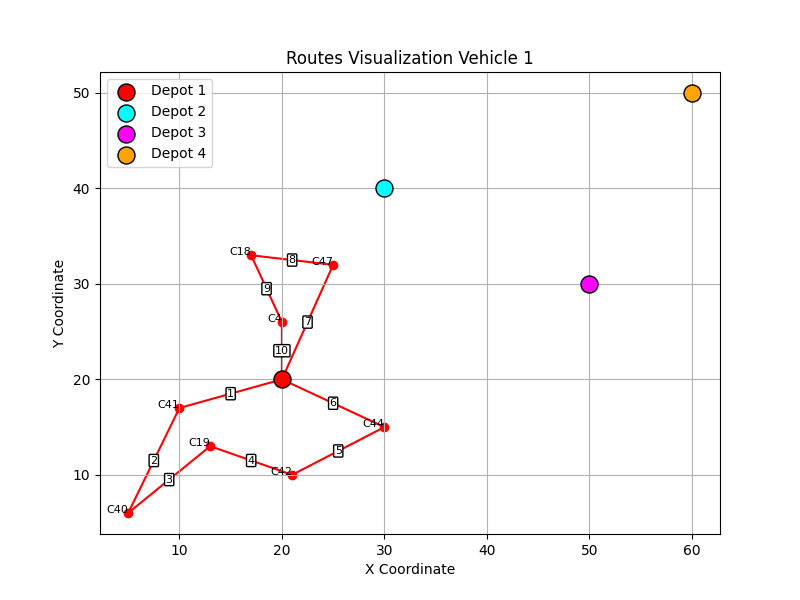 Routes Visualization Vehicle 1
Depot 1
Depot 2
Depot 3
Depot 4
Y Coordinate
50
40
30
20
10
C18
8
C47
9
C4
7
10
1
6
C41
C44
C19
5
2
4
C42
3
C40
10
20
30
40
50
60
X Coordinate